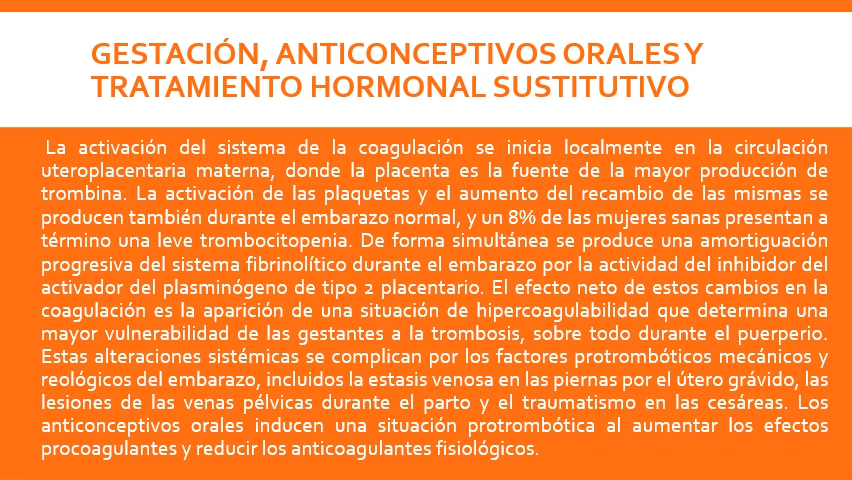 GESTACIÓN, ANTICONCEPTIVOS ORALES Y
TRATAMIENTO HORMONAL SUSTITUTIVO
La activación del sistema de la coagulación se inicia localmente en la circulación
uteroplacentaria materna, donde la placenta es la fuente de la mayor producción de
trombina. La activación de las plaquetas y el aumento del recambio de las mismas se
producen también durante el embarazo normal, y un 8% de las mujeres sanas presentan a
término una leve trombocitopenia. De forma simultánea se produce una amortiguación
progresiva del sistema fibrinolítico durante el embarazo por la actividad del inhibidor del
activador del plasminógeno de tipo 2 placentario. El efecto neto de estos cambios en la
coagulación es la aparición de una situación de hipercoagulabilidad que determina una
mayor vulnerabilidad de las gestantes a la trombosis, sobre todo durante el puerperio.
Estas alteraciones sistémicas se complican por los factores protrombóticos mecánicos y
reológicos del embarazo, incluidos la estasis venosa en las piernas por el útero grávido, las
lesiones de las venas pélvicas durante el parto y el traumatismo en las cesáreas. Los
anticonceptivos orales inducen una situación protrombótica al aumentar los efectos
procoagulantes y reducir los anticoagulantes fisiológicos.